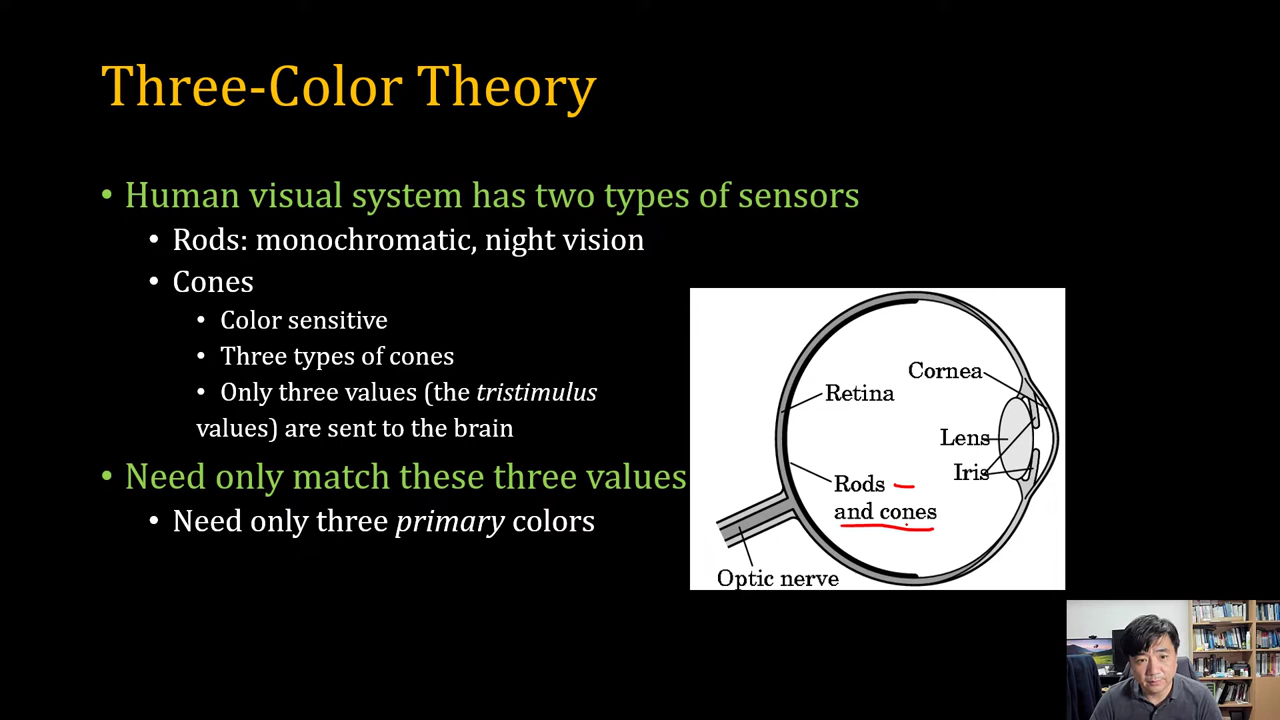 Three-Color Theory
• Human visual system has two types of sensors
• Rods: monochromatic, night vision
• Cones
• Color sensitive
• Three types of cones
• Only three values (the tristimulus
values) are sent to the brain
• Need only match these three values
• Need only three primary colors
Cornea
Retina
Lens
Iris
Rods
and cones
Optic nerve